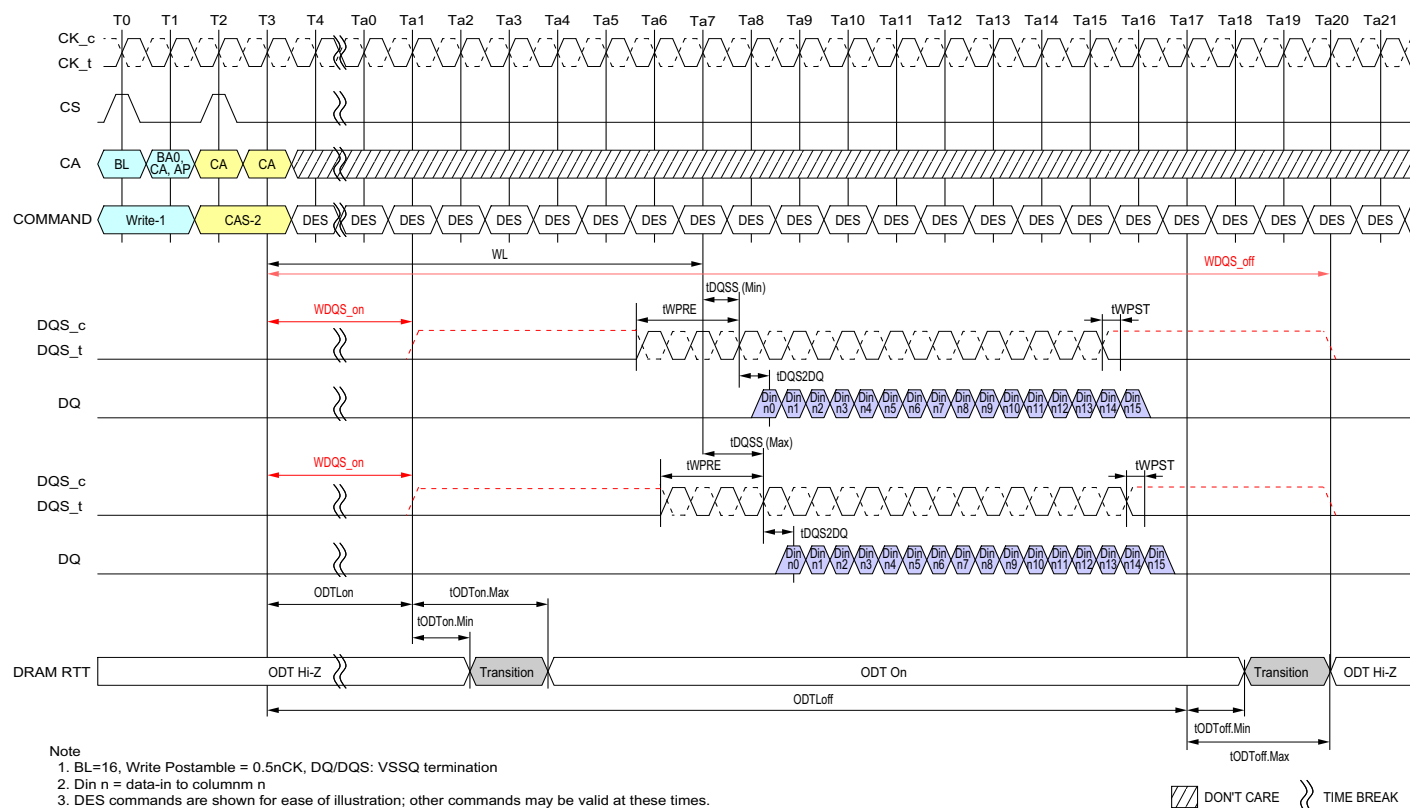 T0 T1 T2 T3 T4 Ta0 Ta1 Ta2 Ta3 Ta4 Ta5 Ta6 Ta7 Ta8 Ta9 Ta10 Ta11 Ta12 Ta13 Ta14 Ta15 Ta16 Ta17 Ta18 Ta19 Ta20 Ta21
CK_c
CK_t
CS
CA BL BA0, CA, AP CA CA
COMMAND Write-1 CAS-2 DES DES DES DES DES DES DES DES DES DES DES DES DES DES DES DES DES DES DES DES DES DES DES
WL
WDQS_off
tDQSS (Min)
WDQS_on tWPRE tWPST
DQS_c
DQS_t
tDQS2DQ
DQ Din n0 Din n1 Din n2 Din n3 Din n4 Din n5 Din n6 Din n7 Din n8 Din n9 Din n10 Din n11 Din n12 Din n13 Din n14 Din n15
tDQSS (Max)
WDQS_on tWPRE tWPST
DQS_c
DQS_t
tDQS2DQ
DQ Din n0 Din n1 Din n2 Din n3 Din n4 Din n5 Din n6 Din n7 Din n8 Din n9 Din n10 Din n11 Din n12 Din n13 Din n14 Din n15
ODTLon tODTon.Max
tODTon.Min
DRAM RTT ODT Hi-Z Transition ODT On Transition ODT Hi-Z
ODTLoff
tODToff.Min
tODToff.Max
Note
1. BL=16, Write Postamble = 0.5nCK, DQ/DQS: VSSQ termination
2. Din n = data-in to columnm n
3. DES commands are shown for ease of illustration; other commands may be valid at these times.
DON'T CARE TIME BREAK